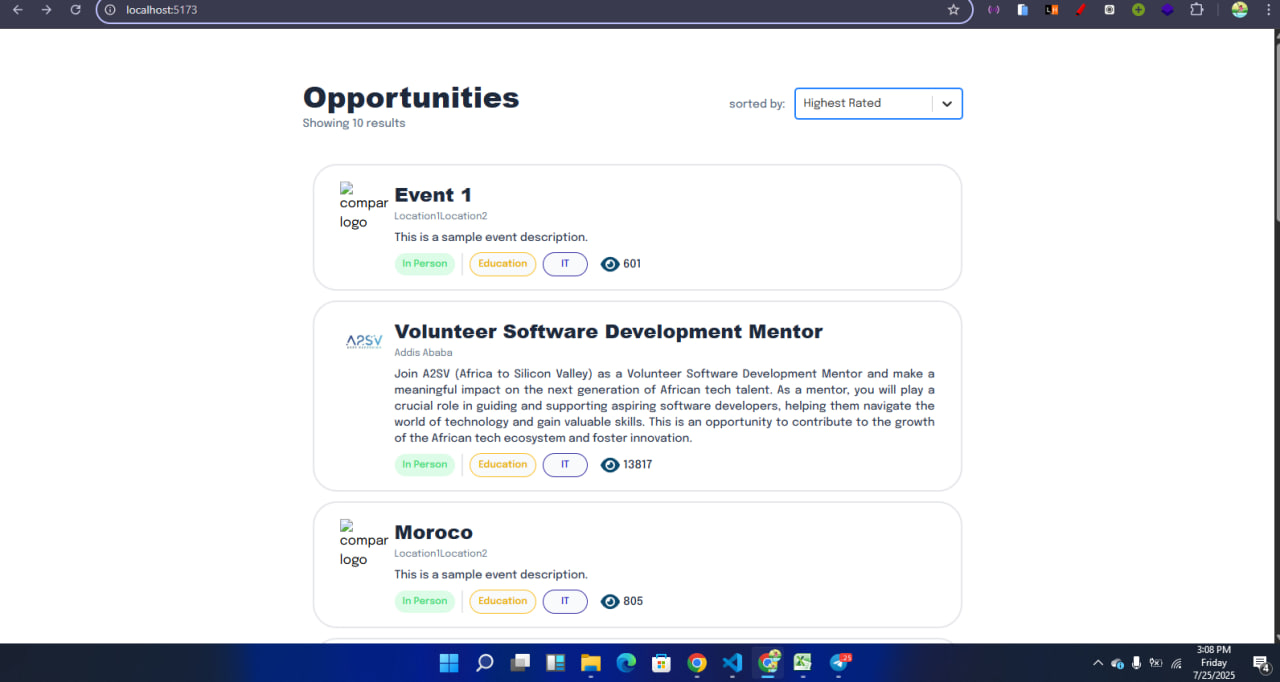 localhost:5173
Opportunities
Showing 10 results
sorted by:
Highest Rated
compar
logo
Event 1
Location1Location2
This is a sample event description.
In Person
Education
IT
601
A2SV
Volunteer Software Development Mentor
Addis Ababa
Join A2SV (Africa to Silicon Valley) as a Volunteer Software Development Mentor and make a
meaningful impact on the next generation of African tech talent. As a mentor, you will play a
crucial role in guiding and supporting aspiring software developers, helping them navigate the
world of technology and gain valuable skills. This is an opportunity to contribute to the growth
of the African tech ecosystem and foster innovation.
In Person
Education
IT
13817
compar
logo
Moroco
Location1Location2
This is a sample event description.
In Person
Education
IT
805
25
3:08 PM
Friday
7/25/2025
4